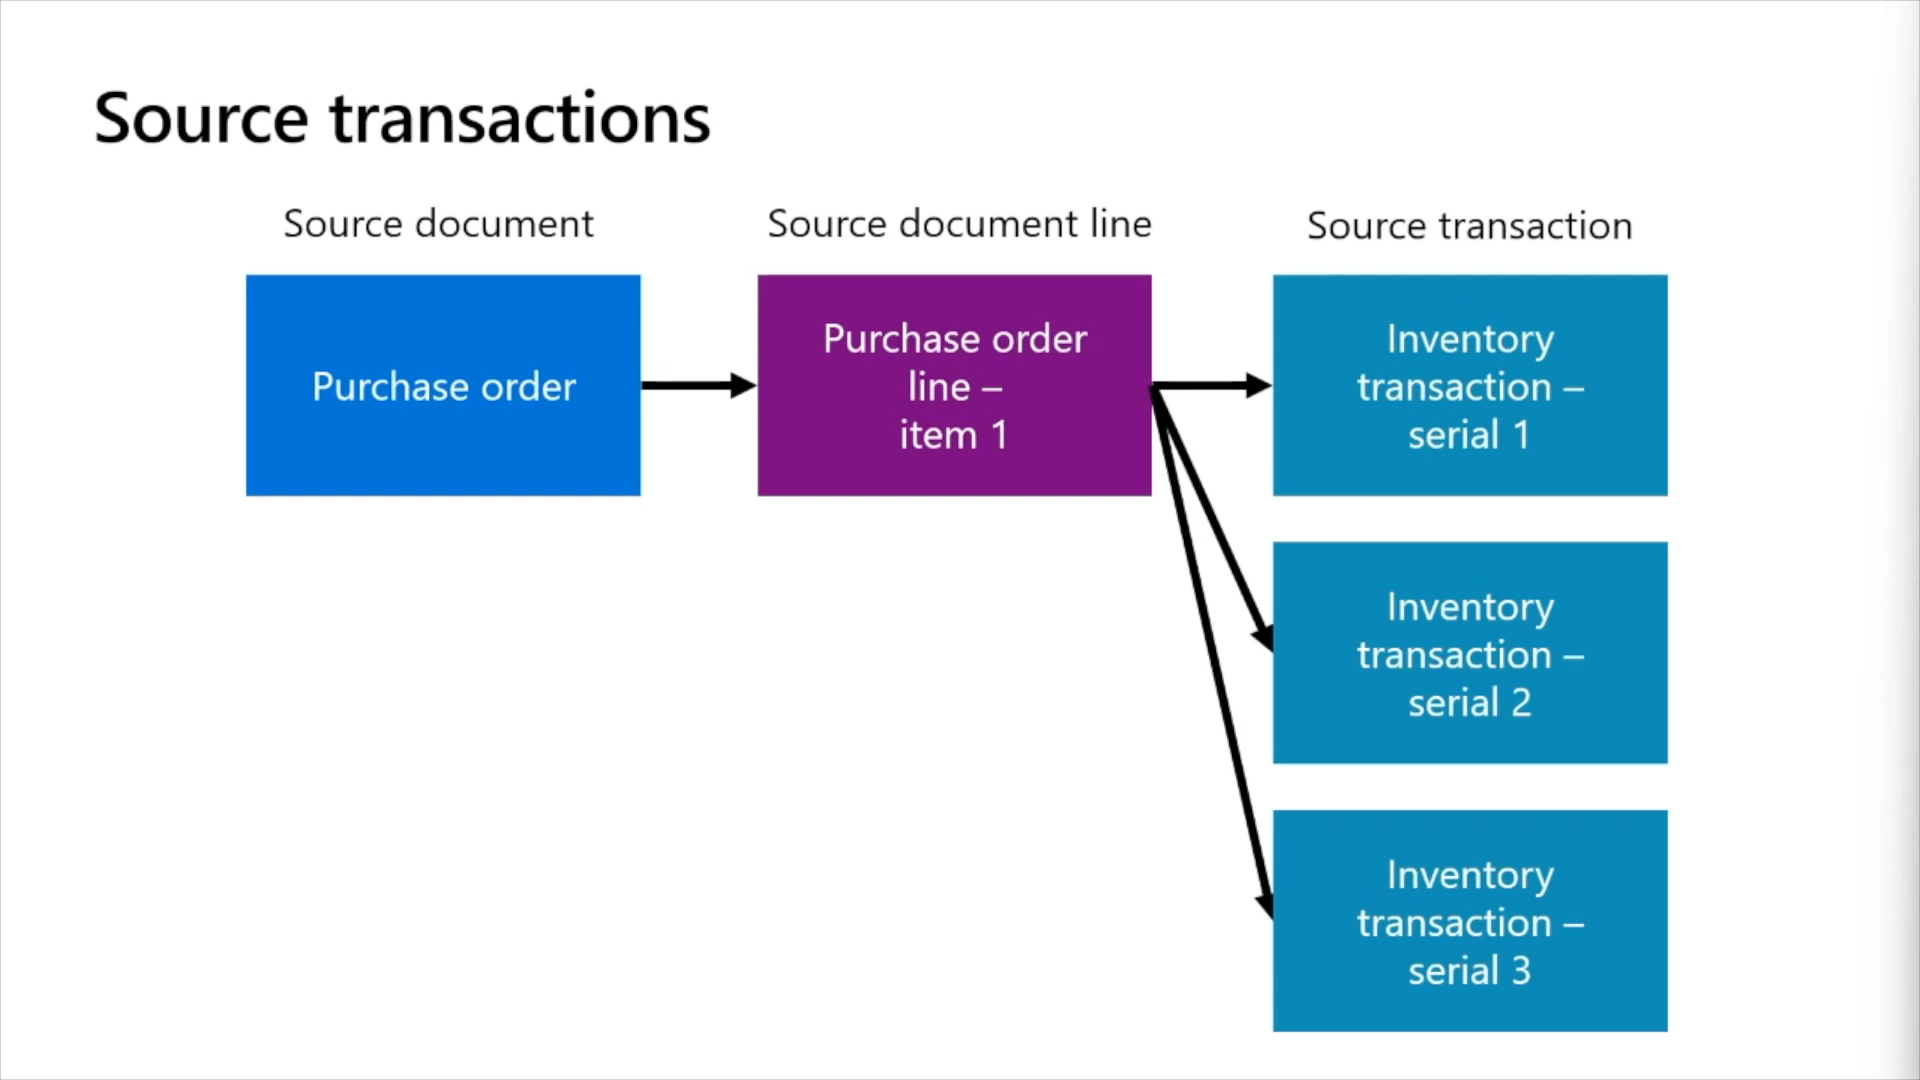 Source transactions
Source document
Source document line
Source transaction
Purchase order
Purchase order
line –
item 1
Inventory
transaction –
serial 1
Inventory
transaction –
serial 2
Inventory
transaction –
serial 3